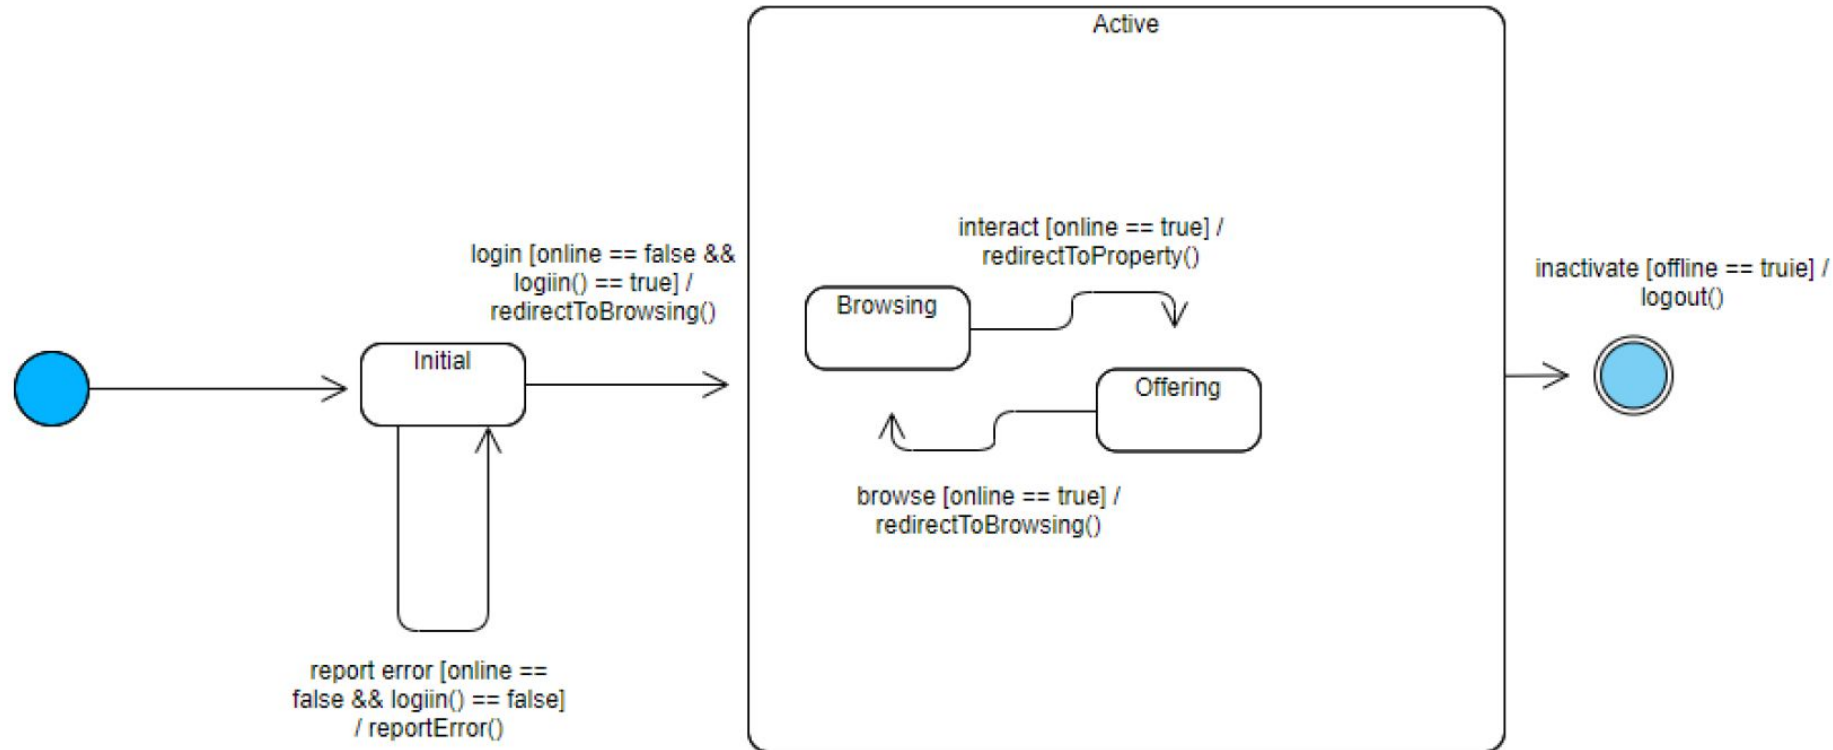 Active
login [online == false &&
logiin() == true] /
redirectToBrowsing()
interact [online == true] /
redirectToProperty()
inactivate [offline == truie] /
logout()
Initial
Browsing
Offering
browse [online == true] /
redirectToBrowsing()
report error [online ==
false && logiin() == false]
/ reportError()